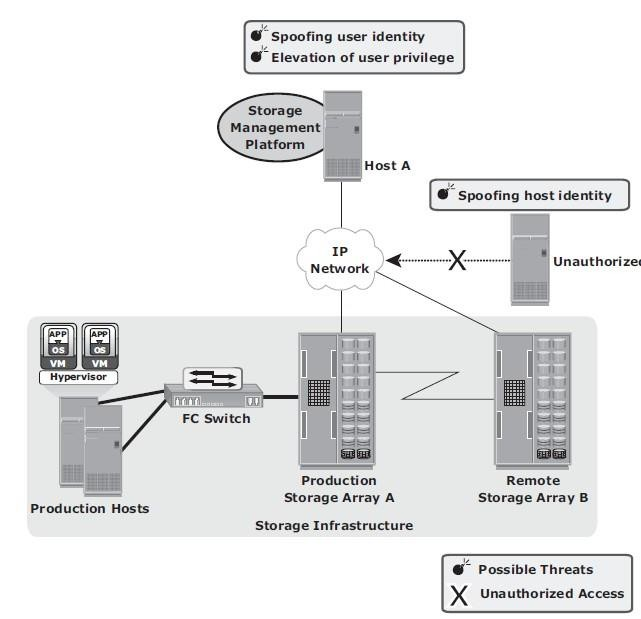 Spoofing user identity
Elevation of user privilege
Storage
Management
Platform
Host A
Spoofing host identity
IP
Network
X
Unauthorized
APP
APP
OS
OS
VM
VM
Hypervisor
FC Switch
Production Hosts
Production
Storage Array A
Remote
Storage Array B
Storage Infrastructure
Possible Threats
X Unauthorized Access